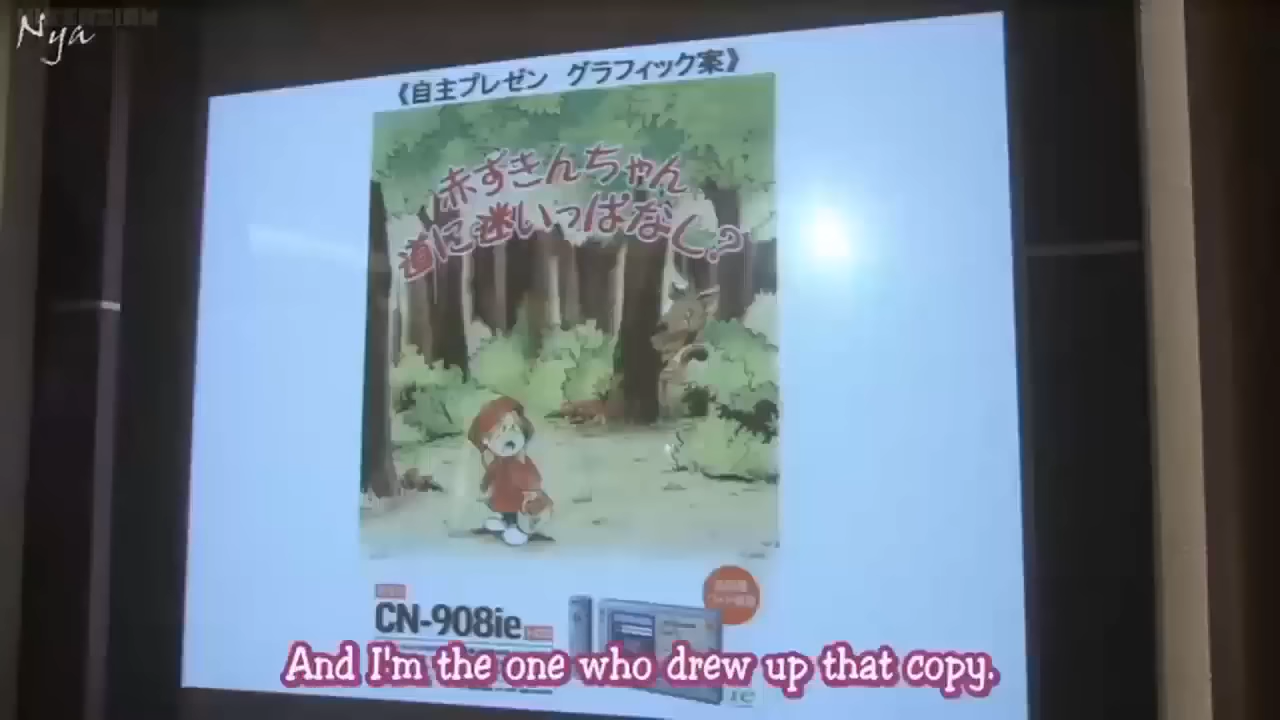 Nya
《自主プレゼン グラフィック案》
赤ずきんちゃん
道に迷いっぱなし?
CN-908ie
And I'm the one who drew up that copy.